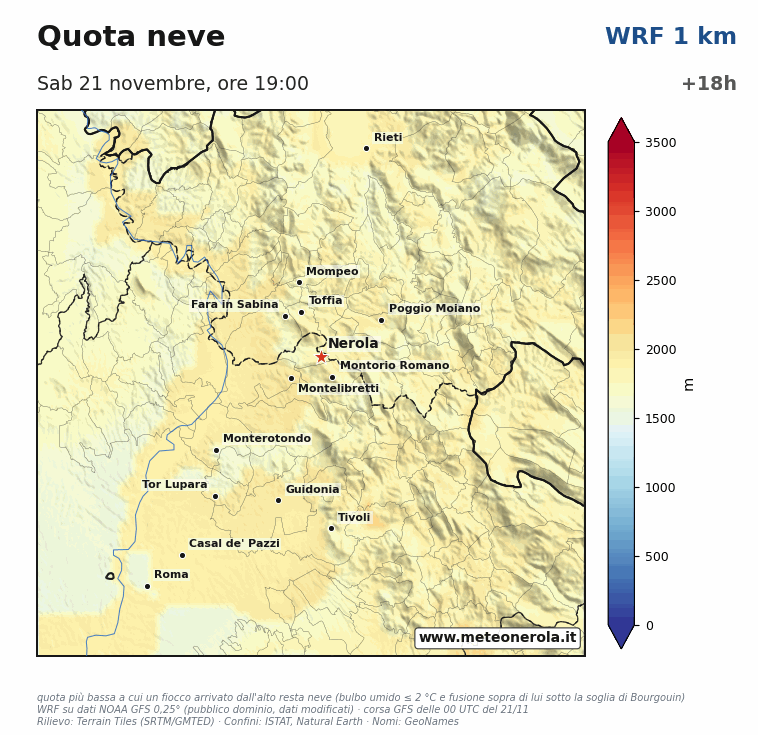 Quota neve
WRF 1 km
Sab 21 novembre, ore 19:00
+18h
Rieti
3500
3000
Mompeo
Toffia
Fara in Sabina
Poggio Moiano
2500
Nerola
Montorio Romano
2000
Montelibretti
m
1500
Monterotondo
Tor Lupara
Guidonia
1000
Tivoli
Casal de' Pazzi
500
Roma
0
www.meteonerola.it
quota più bassa a cui un fiocco arrivato dall'alto resta neve (bulbo umido ≤ 2 °C e fusione sopra di lui sotto la soglia di Bourgouin)
WRF su dati NOAA GFS 0,25° (pubblico dominio, dati modificati) · corsa GFS delle 00 UTC del 21/11
Rilievo: Terrain Tiles (SRTM/GMTED) · Confini: ISTAT, Natural Earth · Nomi: GeoNames